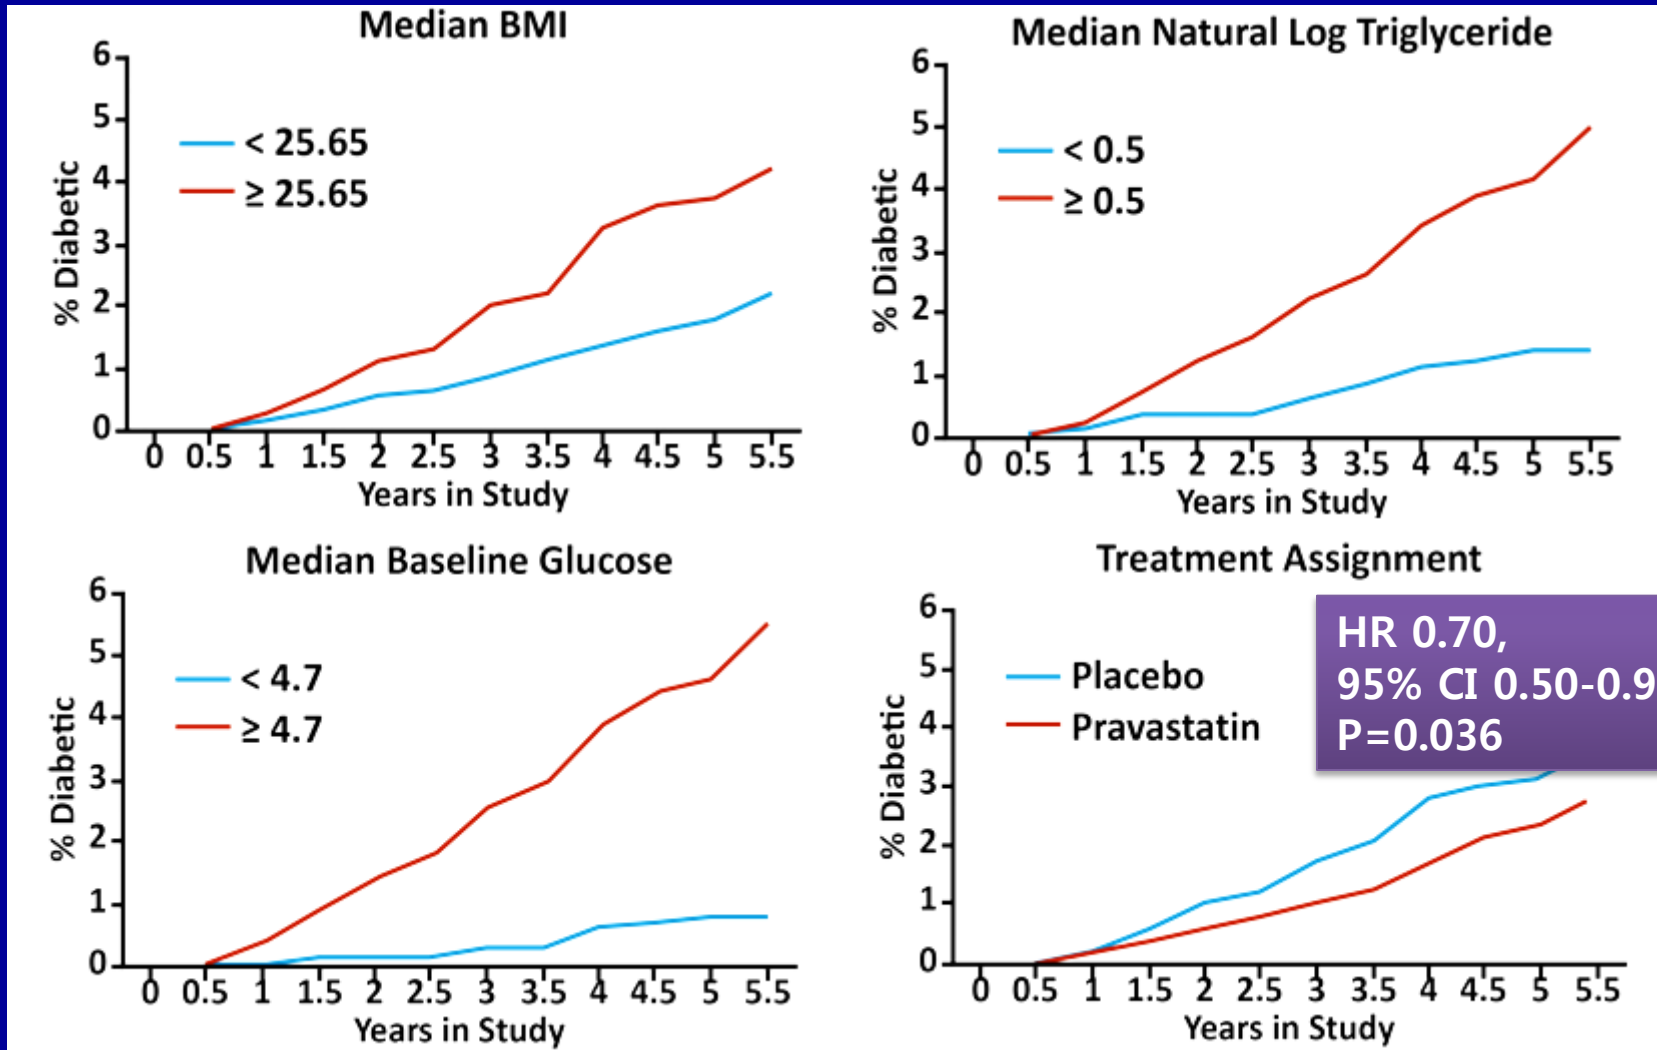 Median BMI
6
5
4
3
2
1
0
% Diabetic
< 25.65
≥ 25.65
0 0.5 1 1.5 2 2.5 3 3.5 4 4.5 5 5.5
Years in Study
Median Natural Log Triglyceride
6
5
4
3
2
1
0
% Diabetic
< 0.5
≥ 0.5
0 0.5 1 1.5 2 2.5 3 3.5 4 4.5 5 5.5
Years in Study
Median Baseline Glucose
6
5
4
3
2
1
0
% Diabetic
< 4.7
≥ 4.7
0 0.5 1 1.5 2 2.5 3 3.5 4 4.5 5 5.5
Years in Study
Treatment Assignment
6
5
4
3
2
1
0
% Diabetic
Placebo
Pravastatin
HR 0.70,
95% CI 0.50-0.9
P=0.036
0 0.5 1 1.5 2 2.5 3 3.5 4 4.5 5 5.5
Years in Study